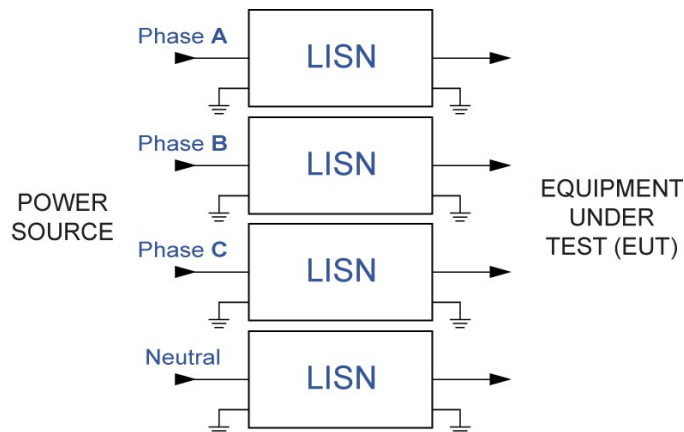 Phase A
LISN
Phase B
LISN
POWER
SOURCE
EQUIPMENT
UNDER
TEST (EUT)
Phase C
LISN
Neutral
LISN